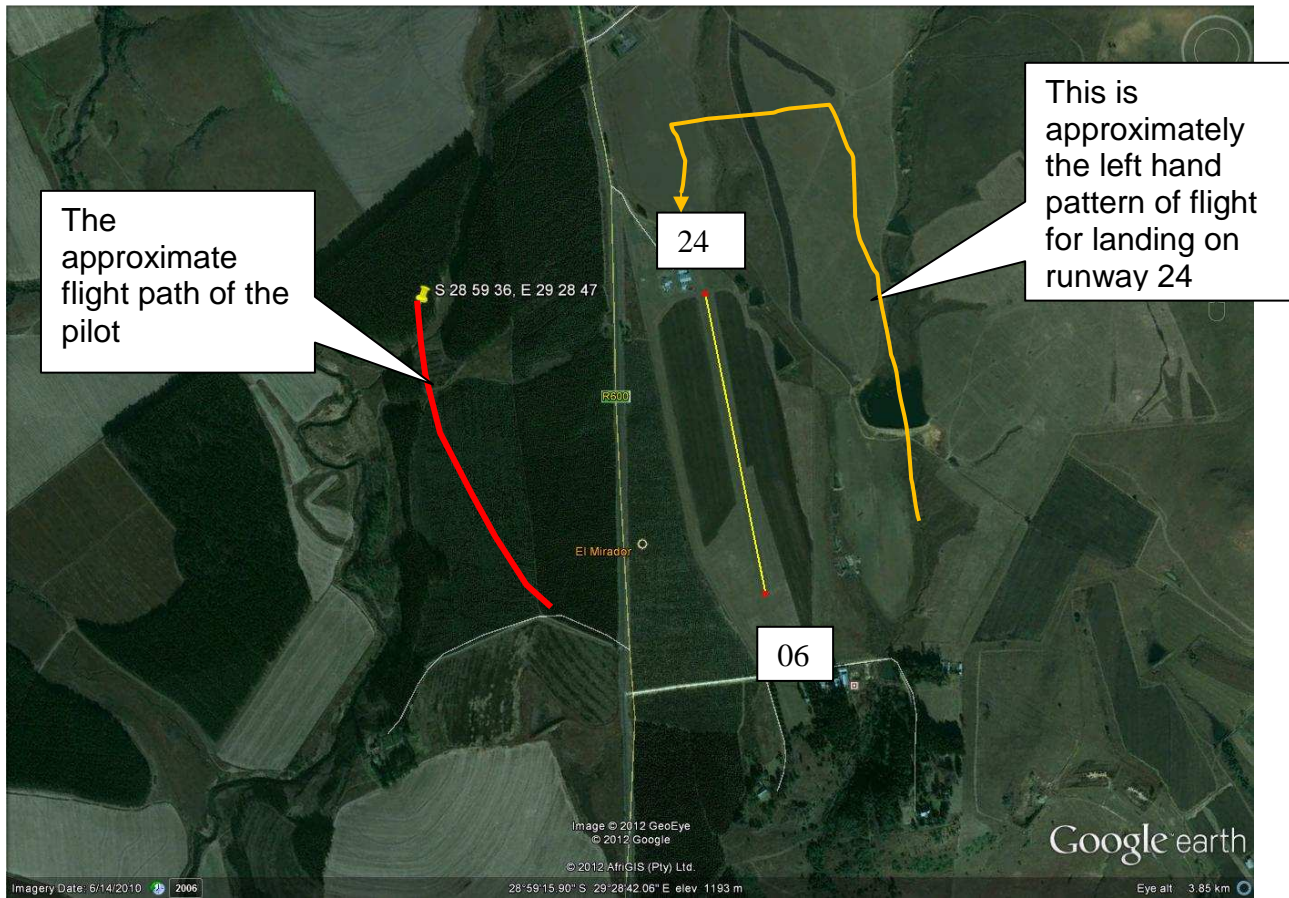 This is
approximately
the left hand
pattern of flight
for landing on
runway 24
The
approximate
flight path of the
pilot
24
S 28 59 36, E 29 28 47
R600
El Mirador
06
Image © 2012 GeoEye
© 2012 Google
© 2012 AfriGIS (Pty) Ltd.
Google earth
Imagery Date: 6/14/2010 2006 28°59'15.90" S 29°28'42.06" E elev 1193 m Eye alt 3.85 km